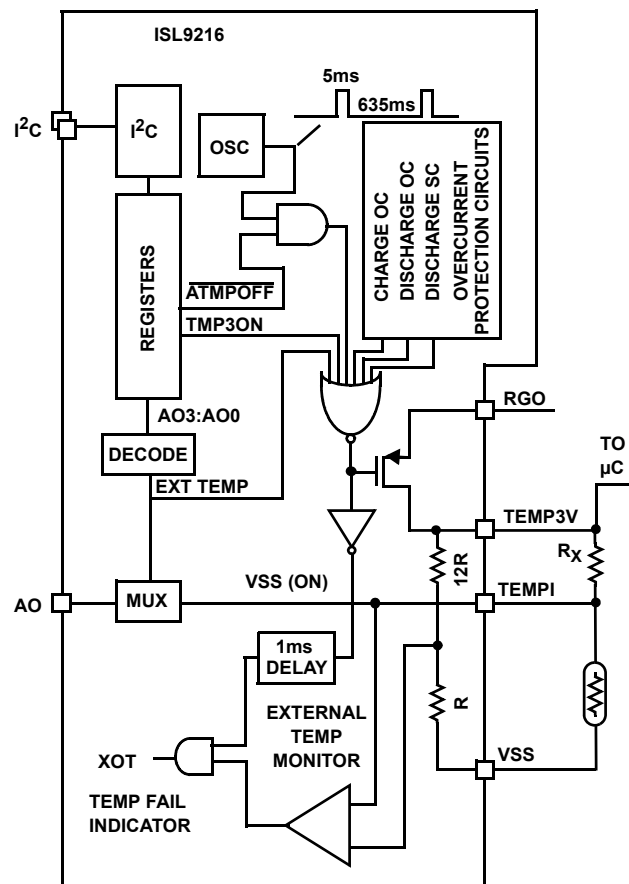 ISL9216
5ms
635ms
I²C
I²C
OSC
CHARGE OC
DISCHARGE OC
DISCHARGE SC
OVERCURRENT
PROTECTION CIRCUITS
REGISTERS
ATMPOFF
TMP3ON
AO3:AO0
DECODE
EXT TEMP
RGO
TO
µC
TEMP3V
12R
RX
AO
MUX
VSS (ON)
TEMPI
1ms
DELAY
R
EXTERNAL
TEMP
MONITOR
XOT
VSS
TEMP FAIL
INDICATOR